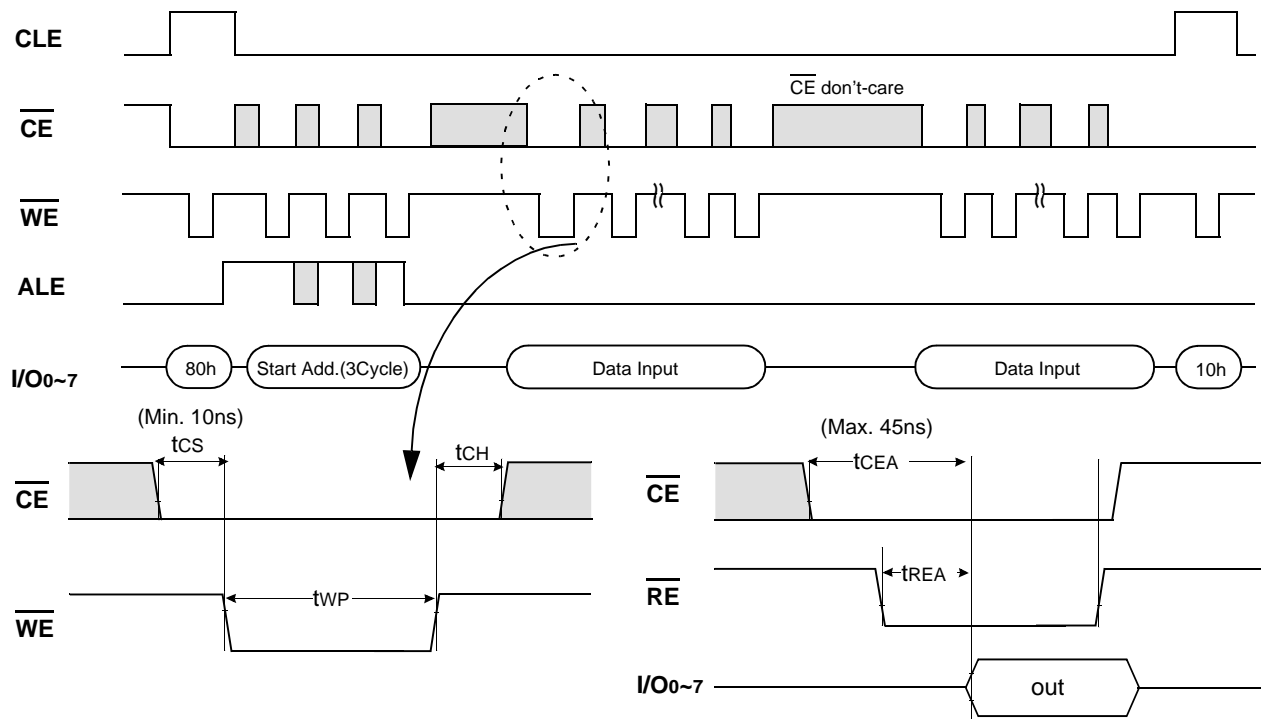 CLE
CE don't-care
CE
WE
ALE
I/O0~7 80h Start Add.(3Cycle) Data Input Data Input 10h
(Min. 10ns)
tCS tCH
CE
tWP
WE
(Max. 45ns)
tCEA
CE
tREA
RE
I/O0~7 out